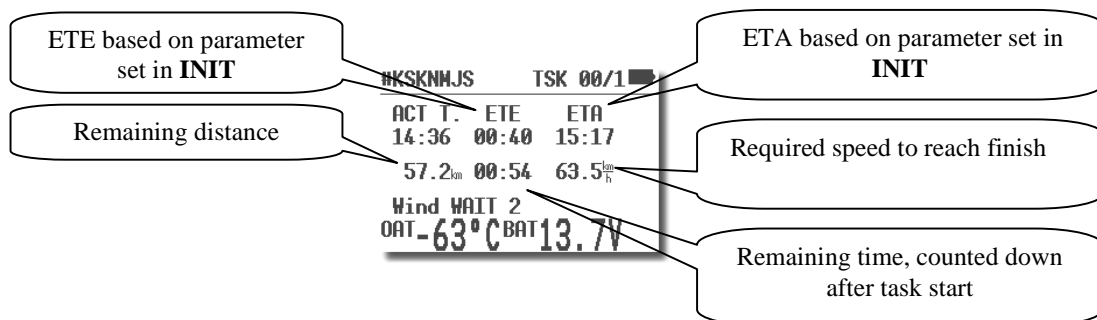 ETE based on parameter
set in INIT
ETA based on parameter set in
INIT
#KSKNMJS TSK 00/1
ACT T. ETE ETA
14:36 00:40 15:17
Remaining distance
57.2km 00:54 63.5km/h
Required speed to reach finish
Wind WAIT 2
OAT-63°C BAT13.7V
Remaining time, counted down
after task start